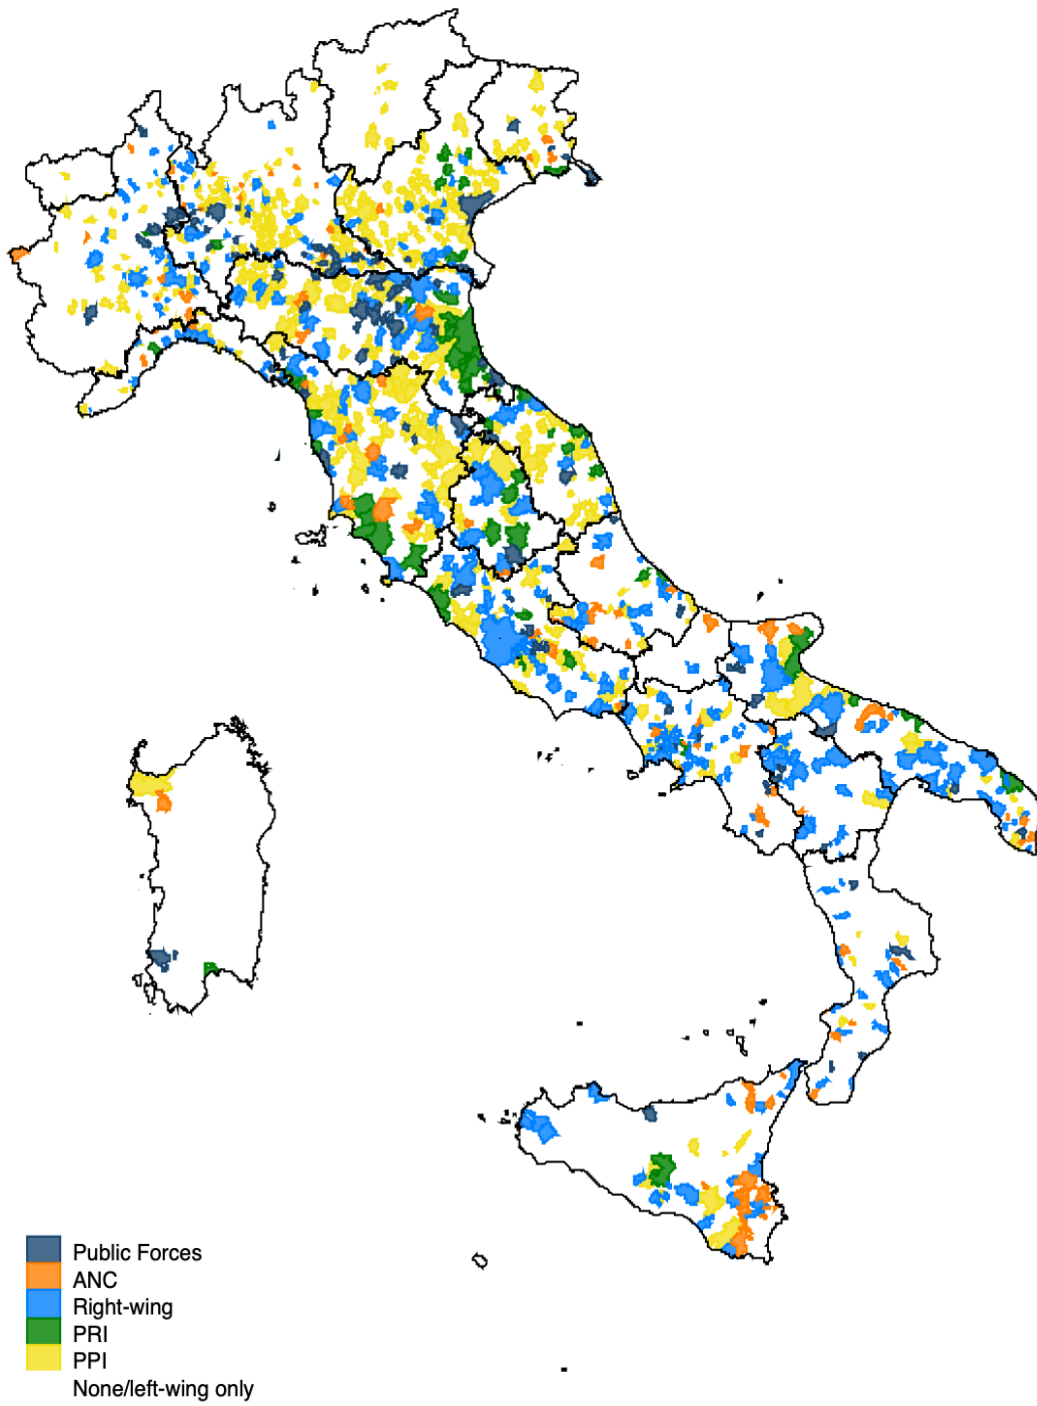 Public Forces
ANC
Right-wing
PRI
PPI
None/left-wing only